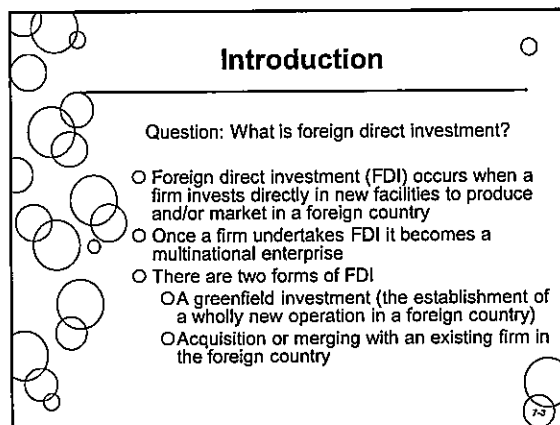 Introduction
Question: What is foreign direct investment?
Foreign direct investment (FDI) occurs when a
firm invests directly in new facilities to produce
and/or market in a foreign country
Once a firm undertakes FDI it becomes a
multinational enterprise
There are two forms of FDI
A greenfield investment (the establishment of
a wholly new operation in a foreign country)
Acquisition or merging with an existing firm in
the foreign country
7-3